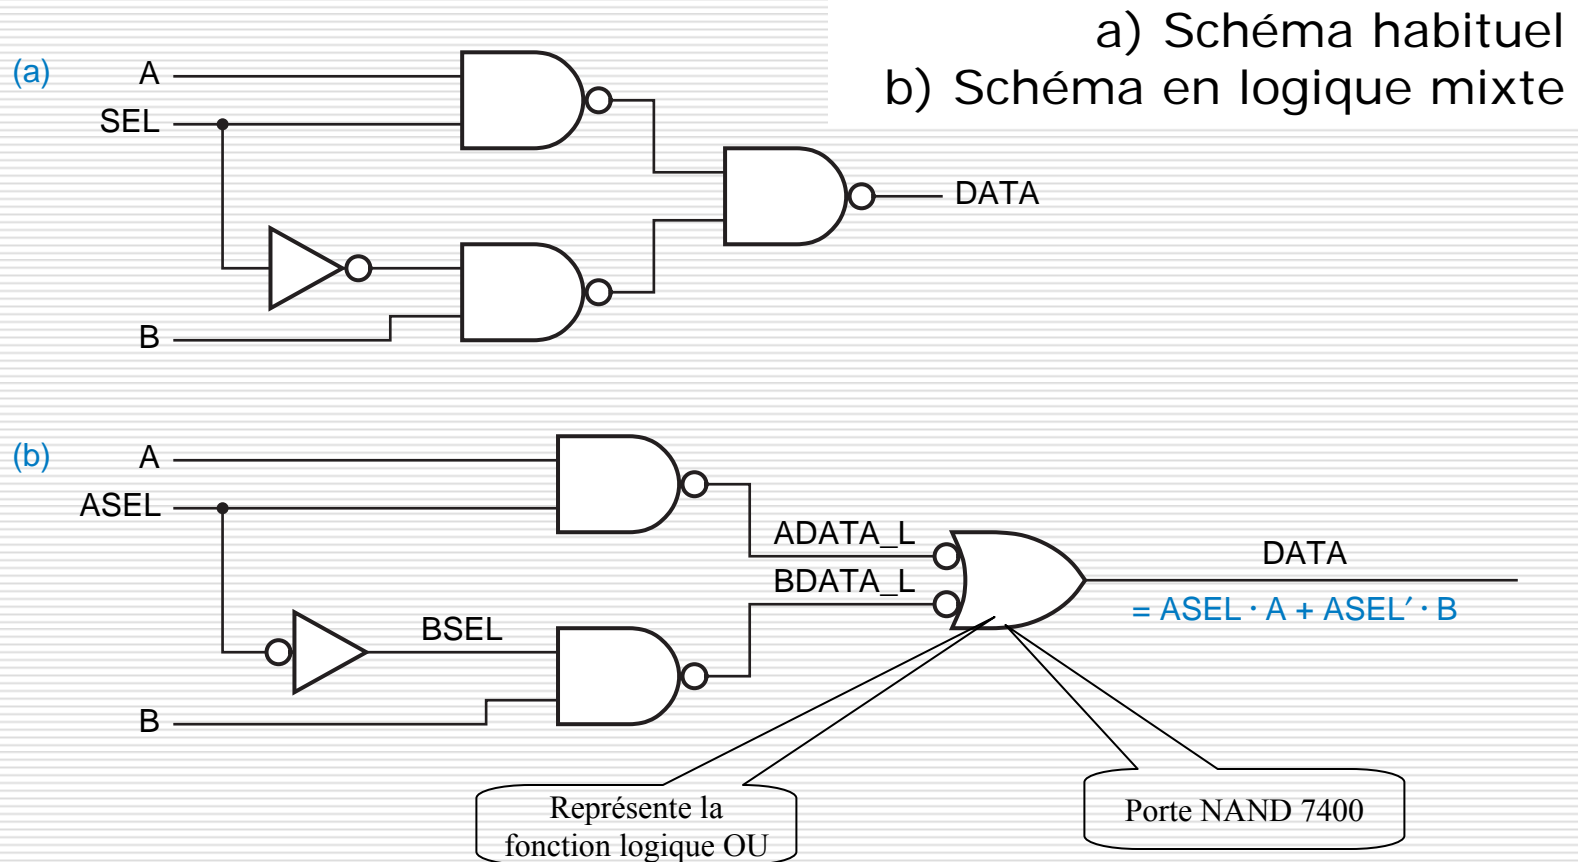 a) Schéma habituel
b) Schéma en logique mixte
(a)
A
SEL
B
DATA
(b)
A
ASEL
ADATA_L
BDATA_L
BSEL
B
DATA
= ASEL · A + ASEL′ · B
Représente la
fonction logique OU
Porte NAND 7400